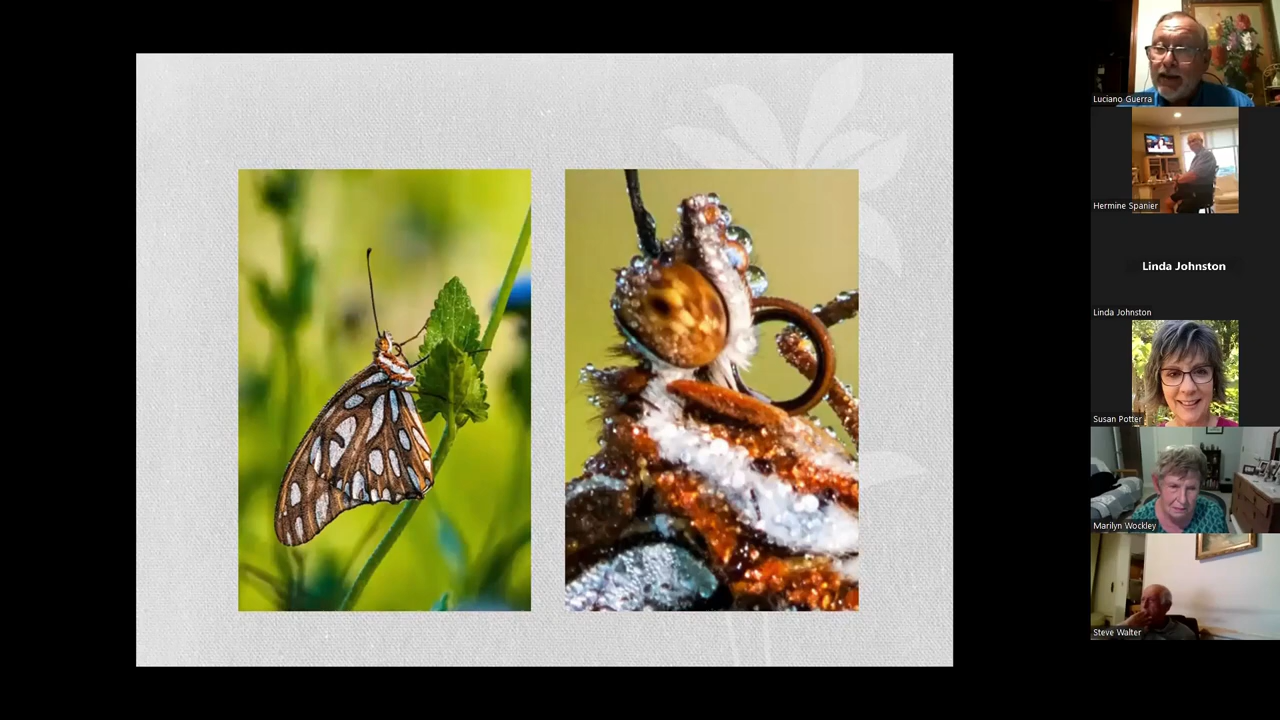 Luciano Guerra
Hermine Spanier
Linda Johnston
Linda Johnston
Susan Potter
Marilyn Wockley
Steve Walter